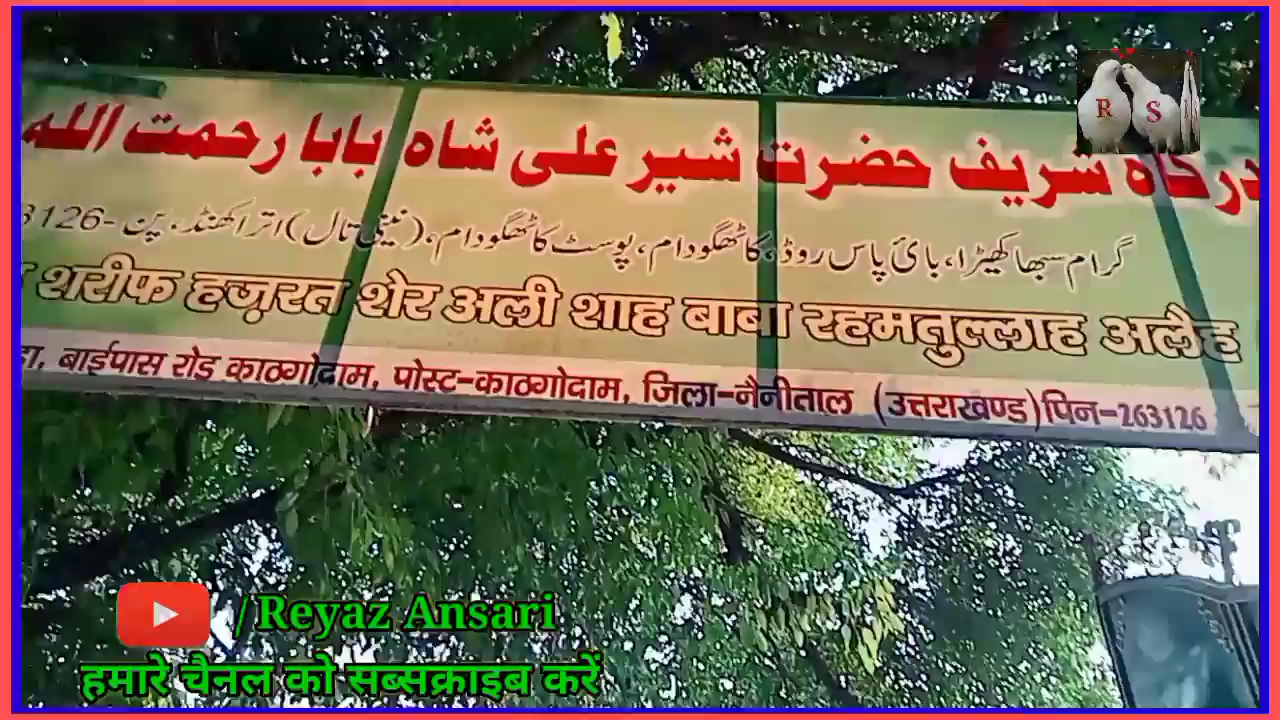 درگاہ شریف حضرت شیر علی شاہ بابا رحمت اللہ
گرام سبھا کھیڑا، بائ پاس روڈ، کاٹھگودام، پوسٹ کاٹھگودام، (نینی تال) اتراکھنڈ، پن -3126
शरीफ हज़रत शेर अली शाह बाबा रहमतुल्लाह अलैह
बाईपास रोड़ काठगोदाम, पोस्ट-काठगोदाम, जिला-नैनीताल (उत्तराखण्ड) पिन-263126
R S
/Reyaz Ansari
हमारे चैनल को सब्सक्राइब करें